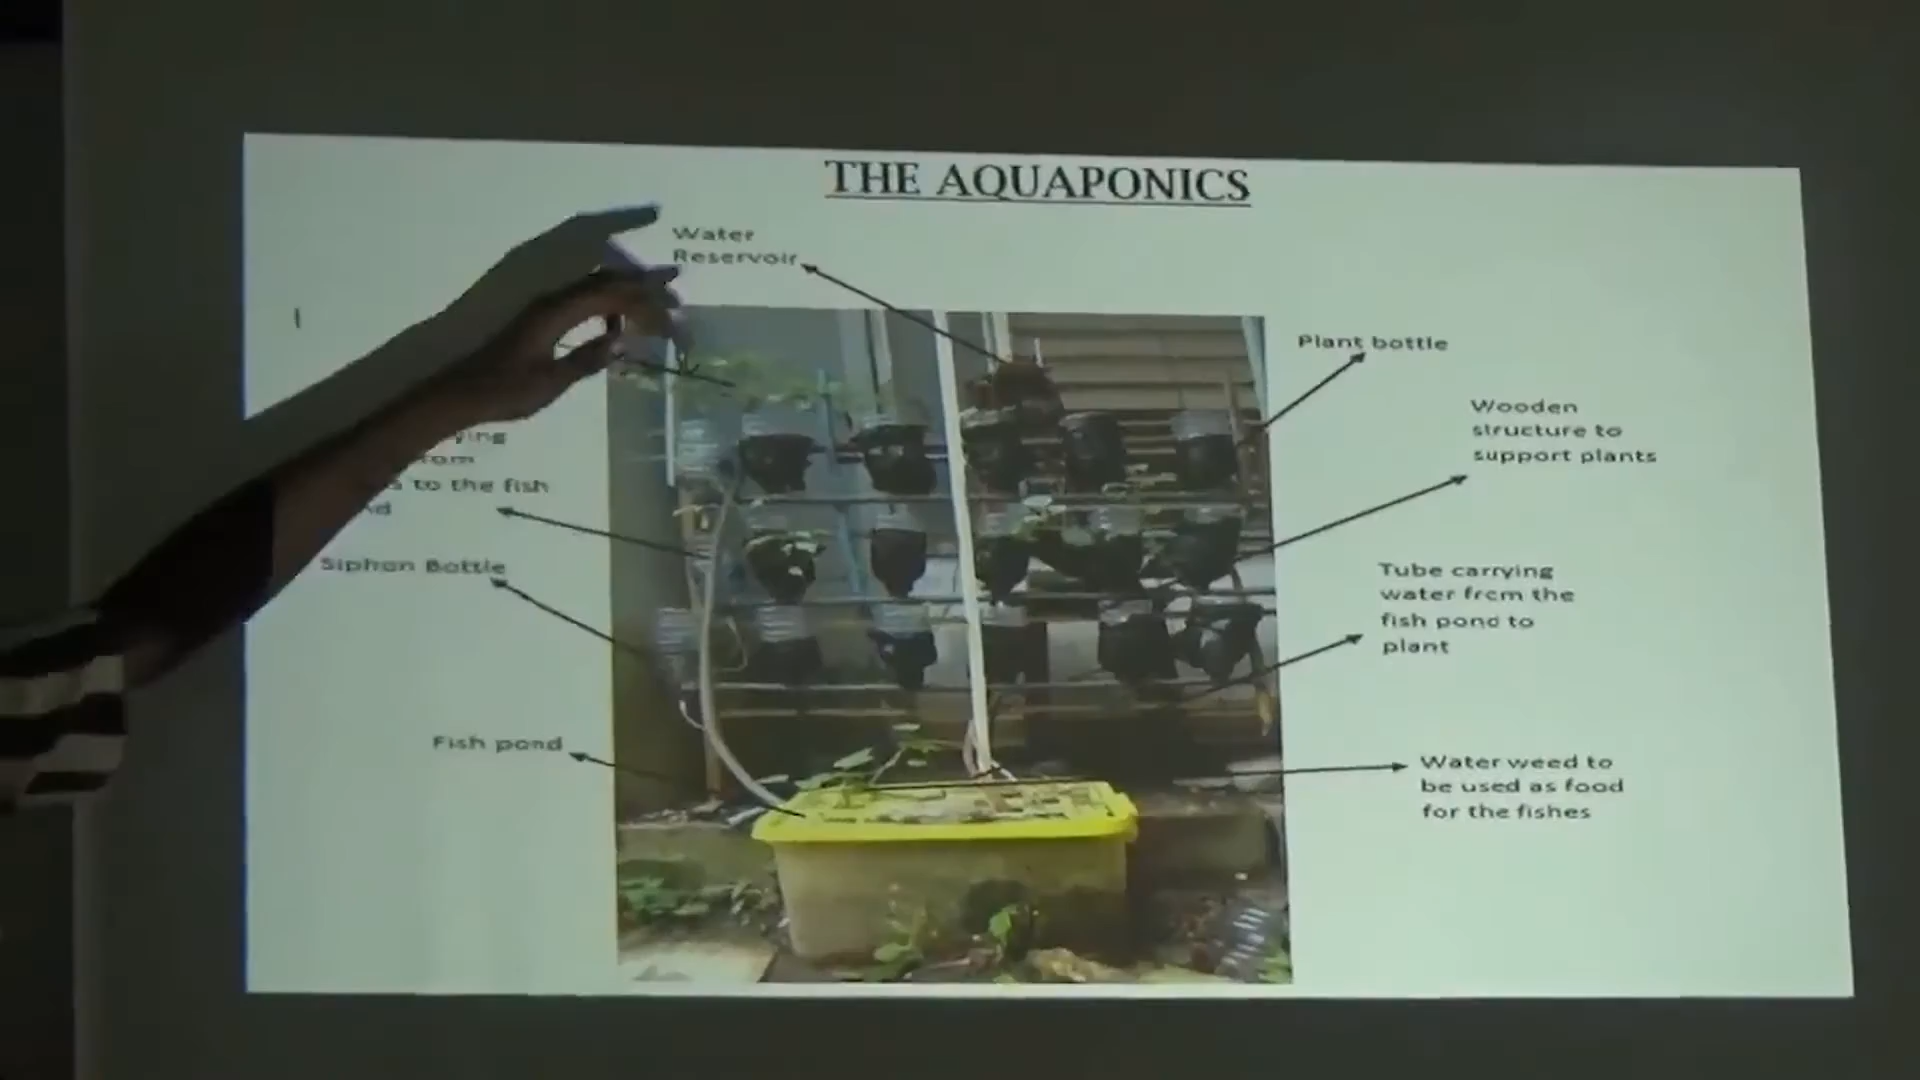 THE AQUAPONICS
Water
Reservoir
to the fish
Siphon Bottle
Fish pond
Plant bottle
Wooden
structure to
support plants
Tube carrying
water from the
fish pond to
plant
Water weed to
be used as food
for the fishes